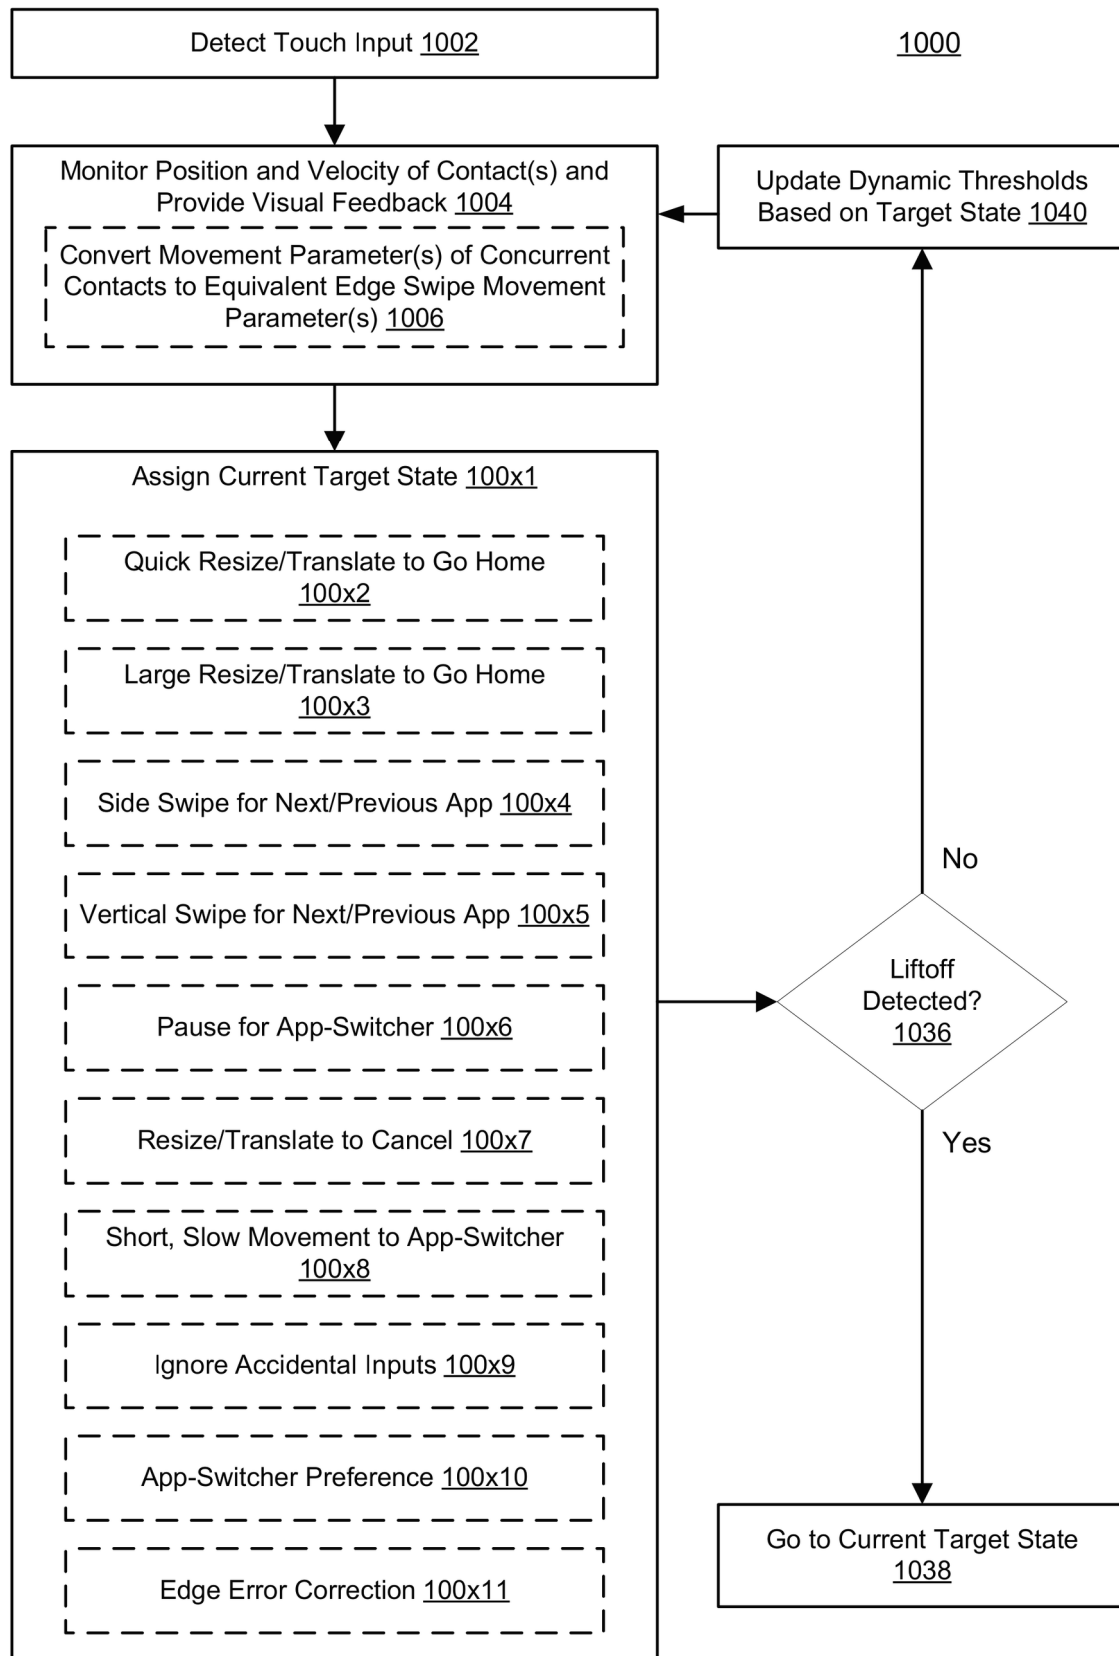 Detect Touch Input 1002
1000
Monitor Position and Velocity of Contact(s) and
Provide Visual Feedback 1004
Convert Movement Parameter(s) of Concurrent
Contacts to Equivalent Edge Swipe Movement
Parameter(s) 1006
Update Dynamic Thresholds
Based on Target State 1040
Assign Current Target State 100x1
Quick Resize/Translate to Go Home
100x2
Large Resize/Translate to Go Home
100x3
Side Swipe for Next/Previous App 100x4
Vertical Swipe for Next/Previous App 100x5
Pause for App-Switcher 100x6
Resize/Translate to Cancel 100x7
Short, Slow Movement to App-Switcher
100x8
Ignore Accidental Inputs 100x9
App-Switcher Preference 100x10
Edge Error Correction 100x11
No
Liftoff
Detected?
1036
Yes
Go to Current Target State
1038